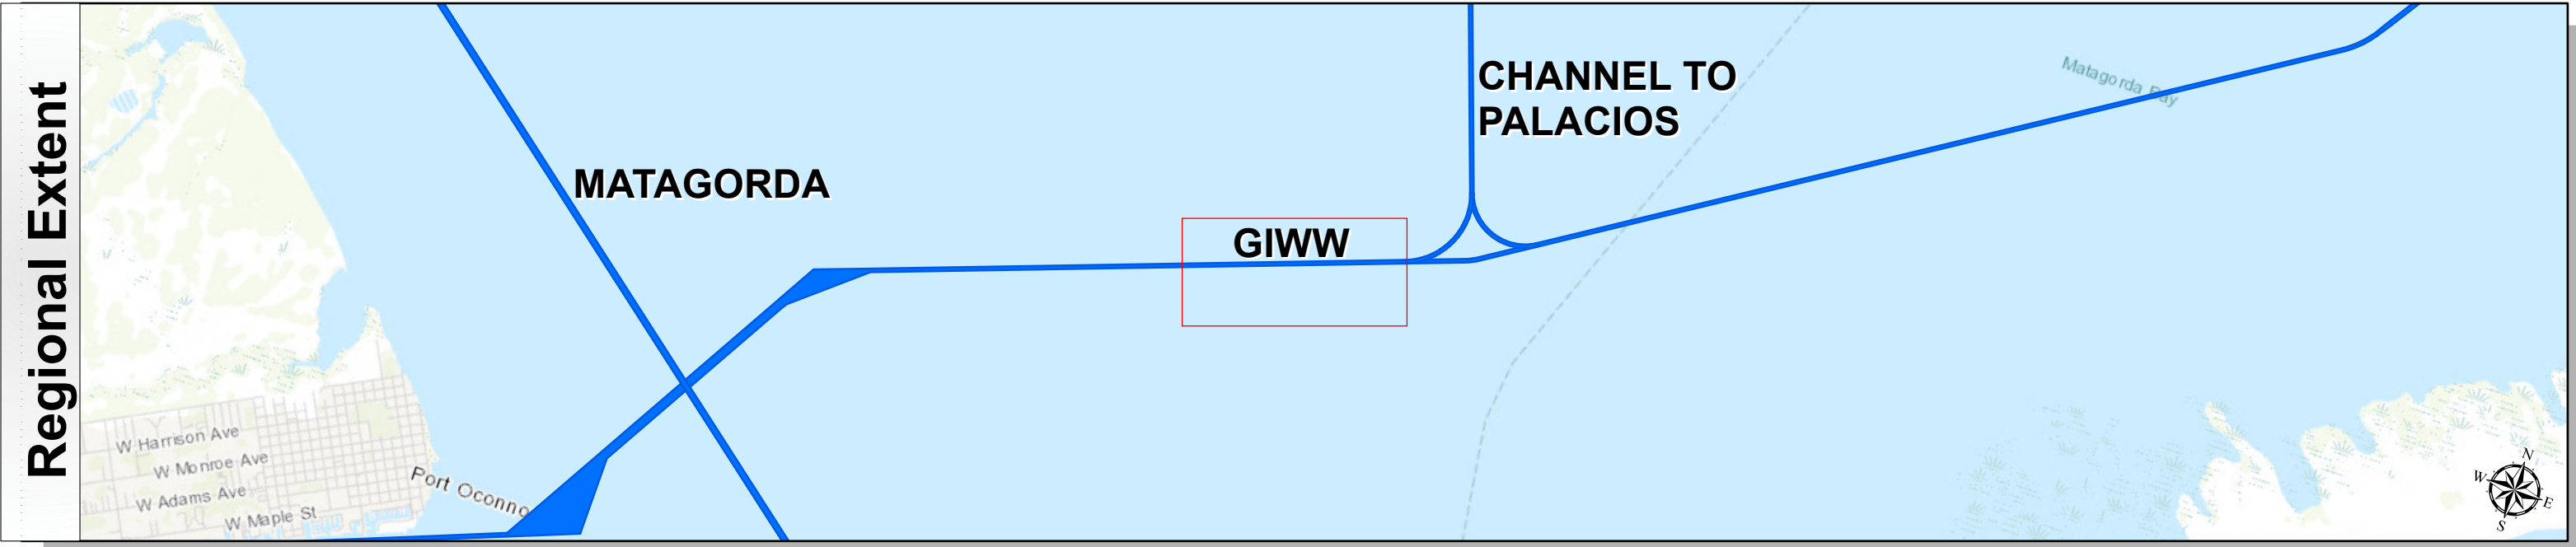 Regional Extent
MATAGORDA
GIWW
CHANNEL TO
PALACIOS
Matagorda Bay
W Harrison Ave
W Monroe Ave
W Adams Ave
W Maple St
Port Oconno
N
W
E
S